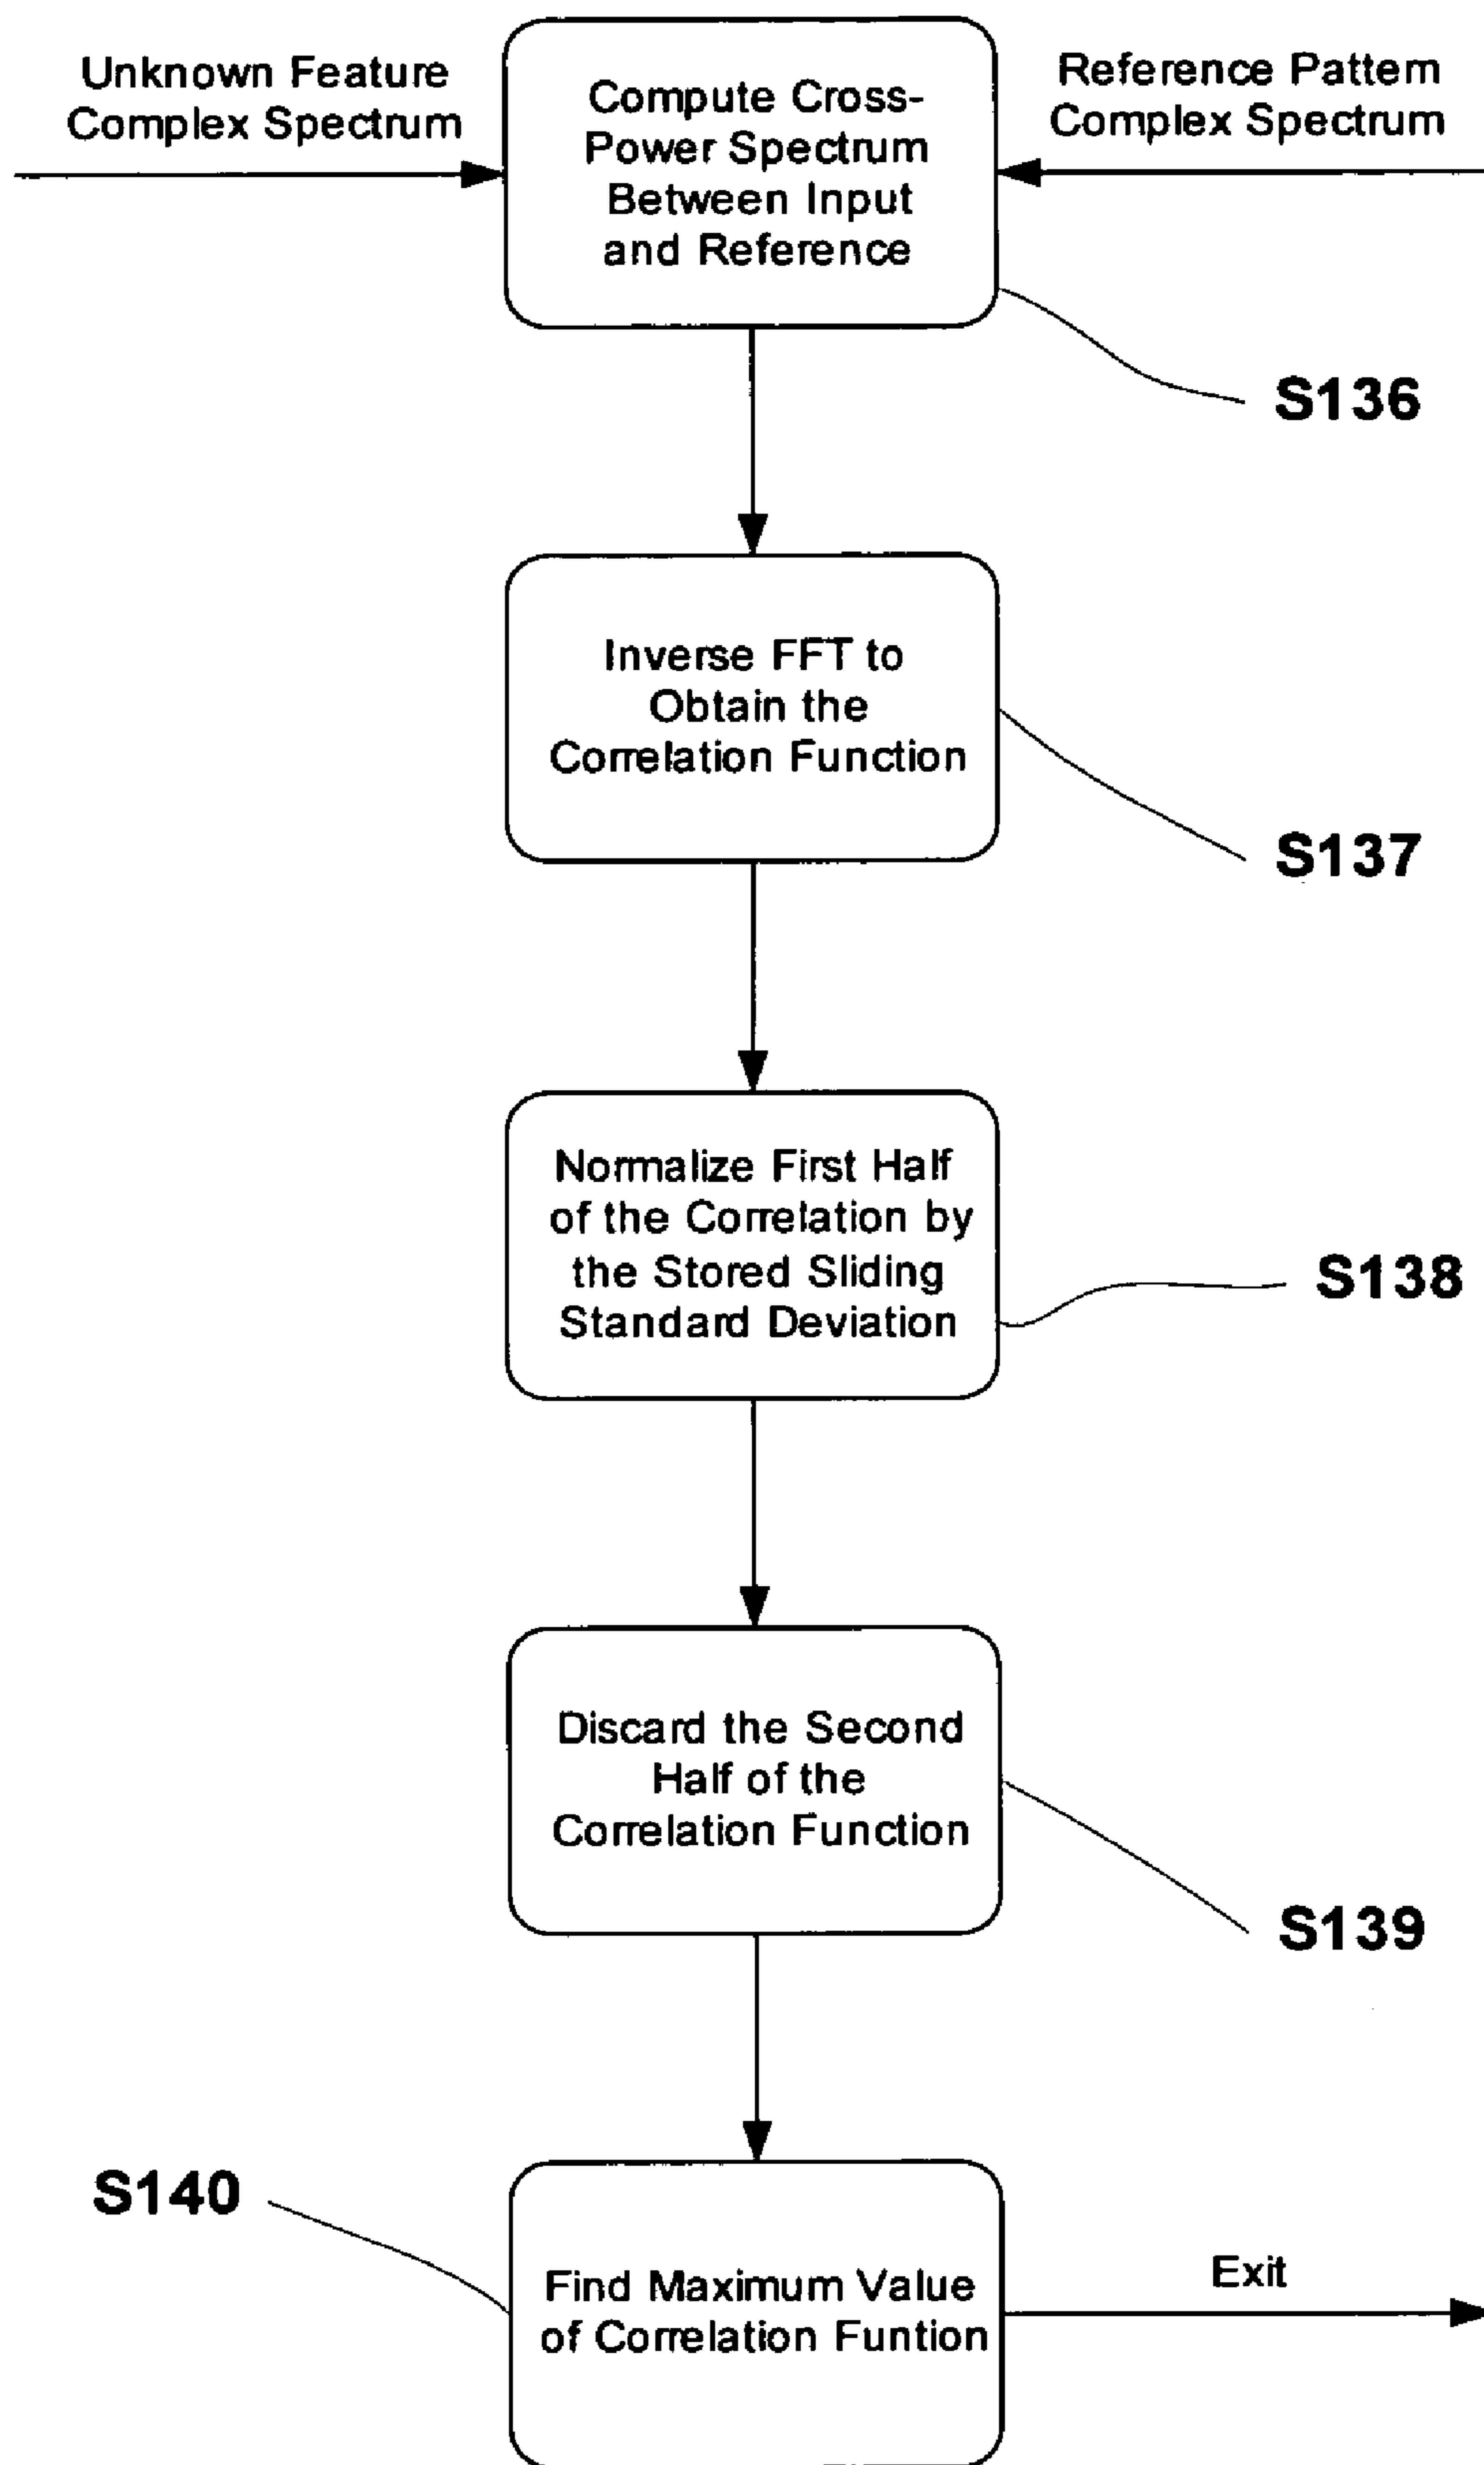 Unknown Feature
Complex Spectrum
Compute Cross-
Power Spectrum
Between Input
and Reference
Reference Pattern
Complex Spectrum
S136
Inverse FFT to
Obtain the
Correlation Function
S137
Normalize First Half
of the Correlation by
the Stored Sliding
Standard Deviation
S138
Discard the Second
Half of the
Correlation Function
S139
S140
Find Maximum Value
of Correlation Funtion
Exit